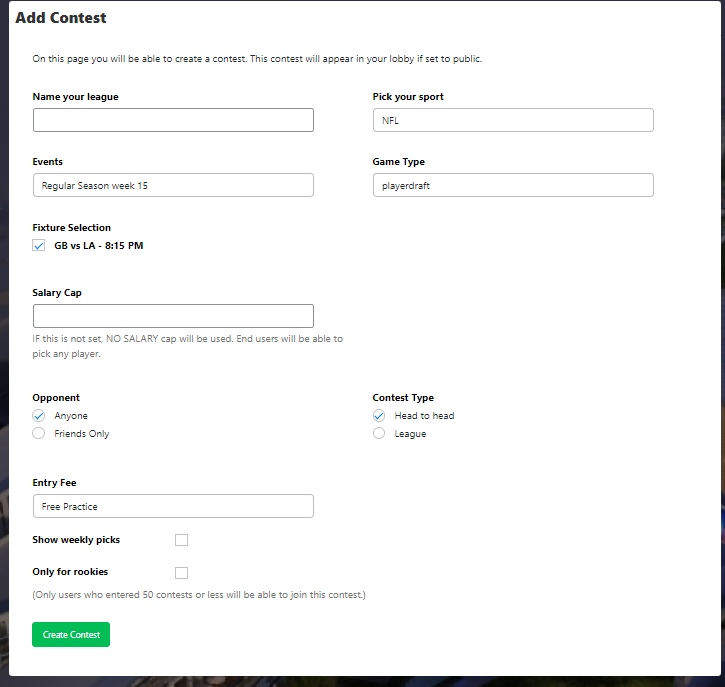 Add Contest
On this page you will be able to create a contest. This contest will appear in your lobby if set to public.
Name your league
Pick your sport
NFL
Events
Game Type
Regular Season week 15
playerdraft
Fixture Selection
GB vs LA - 8:15 PM
Salary Cap
IF this is not set, NO SALARY cap will be used. End users will be able to
pick any player.
Opponent
Contest Type
Anyone
Head to head
Friends Only
League
Entry Fee
Free Practice
Show weekly picks
Only for rookies
(Only users who entered 50 contests or less will be able to join this contest.)
Create Contest